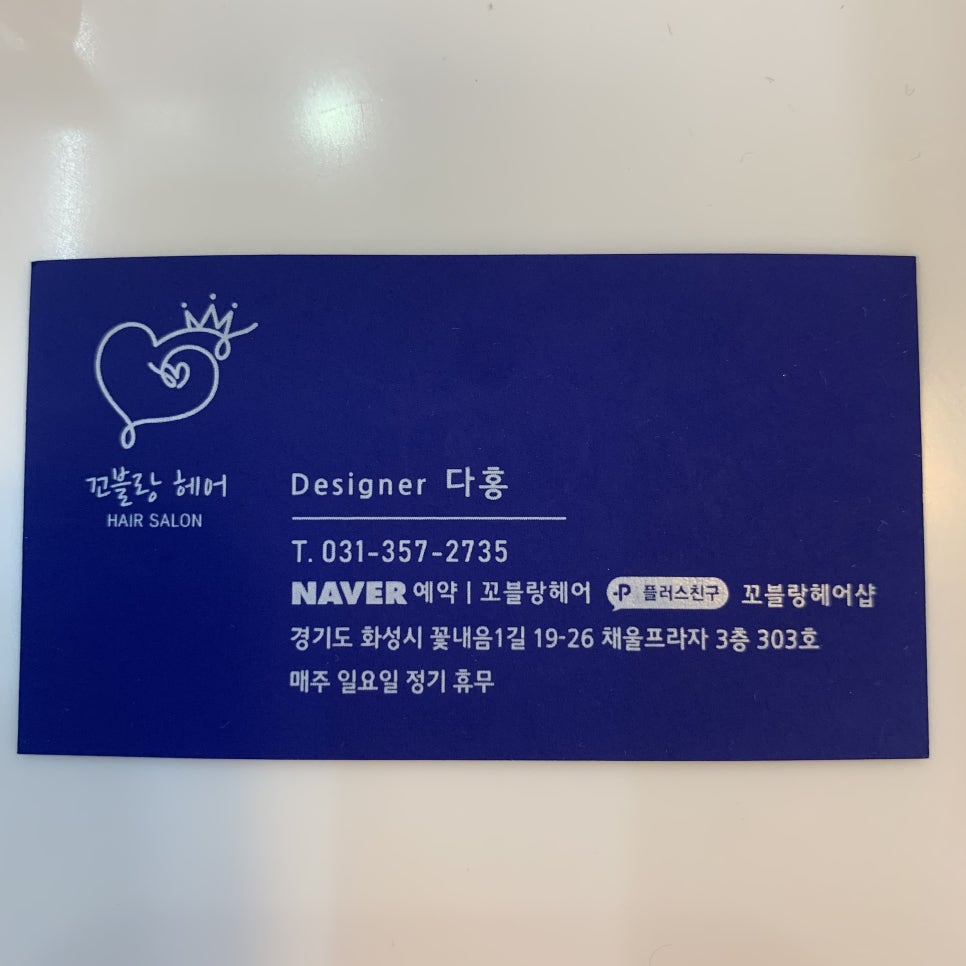 꼬블랑 헤어
HAIR SALON
Designer 다홍
T. 031-357-2735
NAVER 예약 | 꼬블랑헤어 P 플러스친구 꼬블랑헤어샵
경기도 화성시 꽃내음1길 19-26 채울프라자 3층 303호
매주 일요일 정기 휴무